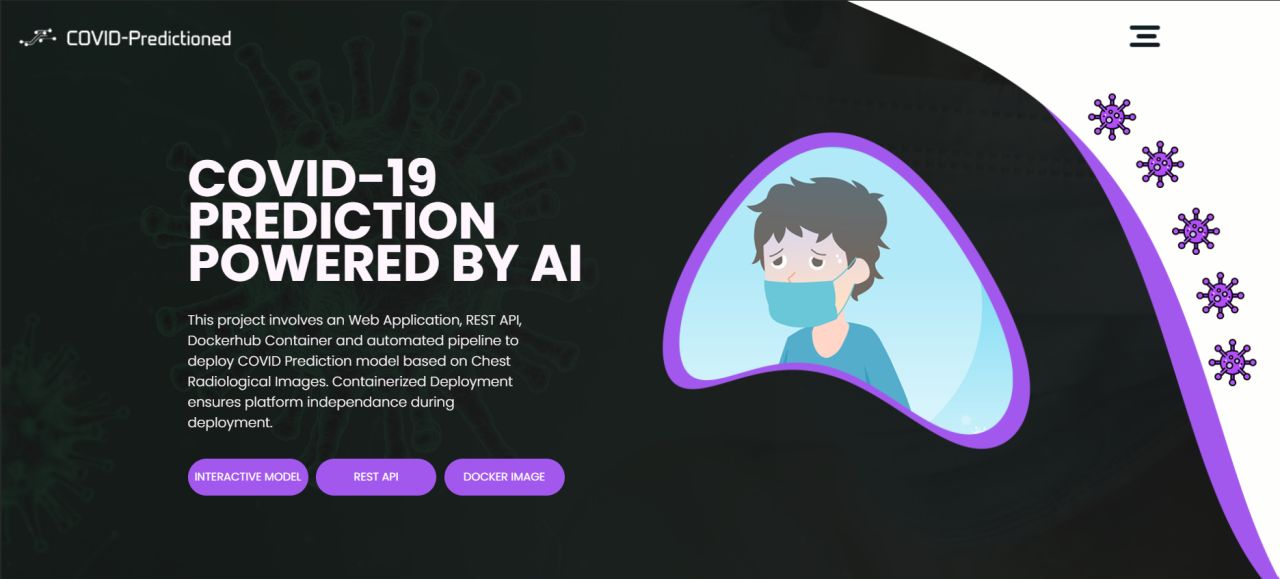 COVID-Predictioned
COVID-19
PREDICTION
POWERED BY AI
This project involves an Web Application, REST API,
Dockerhub Container and automated pipeline to
deploy COVID Prediction model based on Chest
Radiological Images. Containerized Deployment
ensures platform independance during
deployment.
INTERACTIVE MODEL
REST API
DOCKER IMAGE